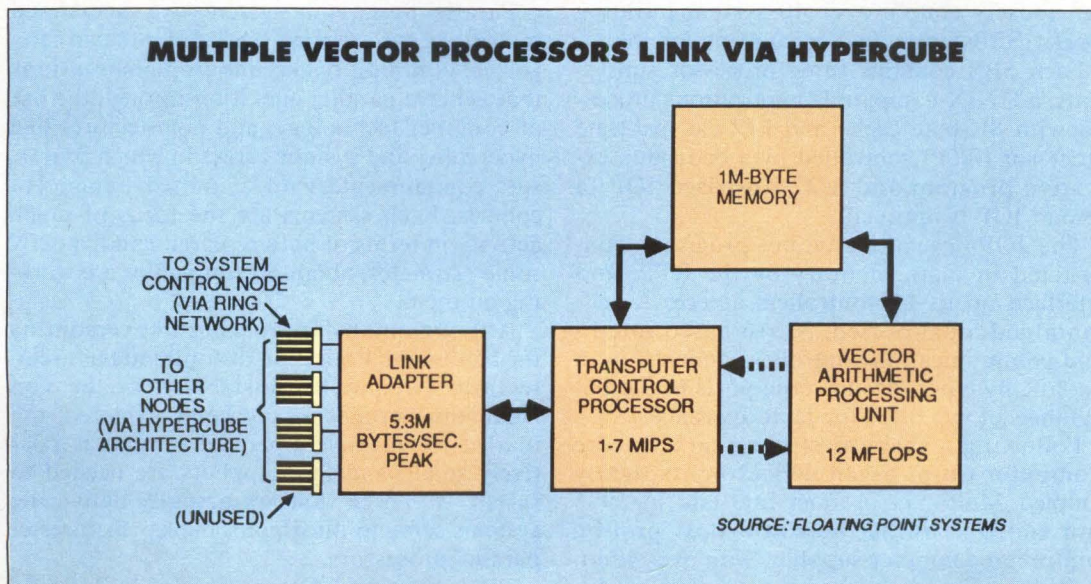 MULTIPLE VECTOR PROCESSORS LINK VIA HYPERCUBE
1M-BYTE
MEMORY
TO SYSTEM
CONTROL NODE
(VIA RING
NETWORK)
TO
OTHER
NODES
(VIA HYPERCUBE
ARCHITECTURE)
(UNUSED)
LINK
ADAPTER
5.3M
BYTES/SEC.
PEAK
TRANSPUTER
CONTROL
PROCESSOR
1-7 MIPS
VECTOR
ARITHMETIC
PROCESSING
UNIT
12 MFLOPS
SOURCE: FLOATING POINT SYSTEMS